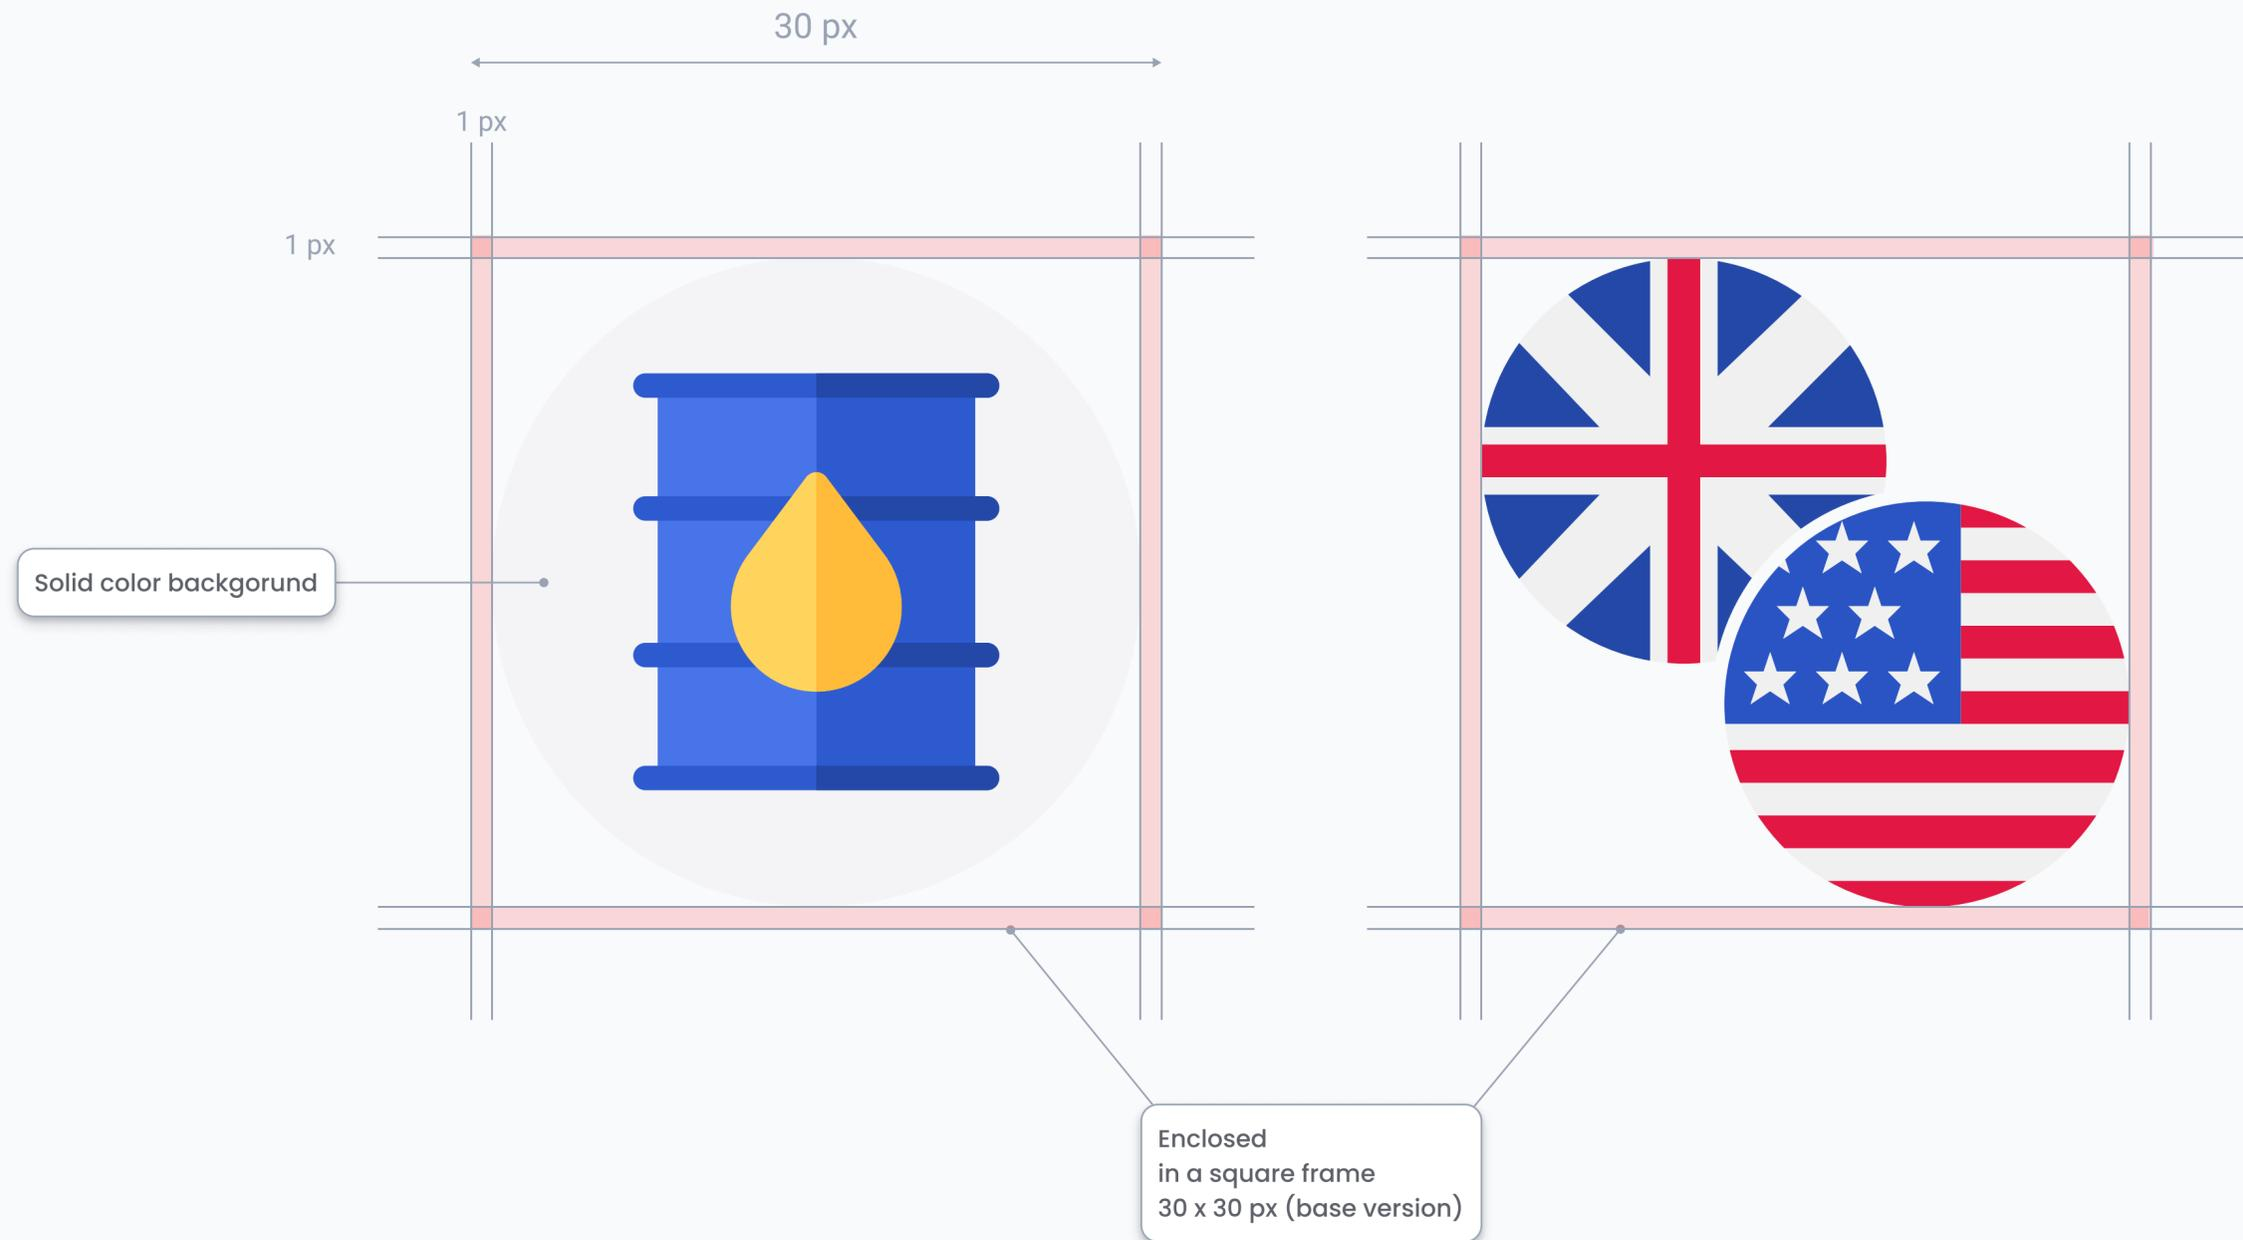 30 px
1 px
1 px
Solid color backgorund
Enclosed
in a square frame
30 x 30 px (base version)